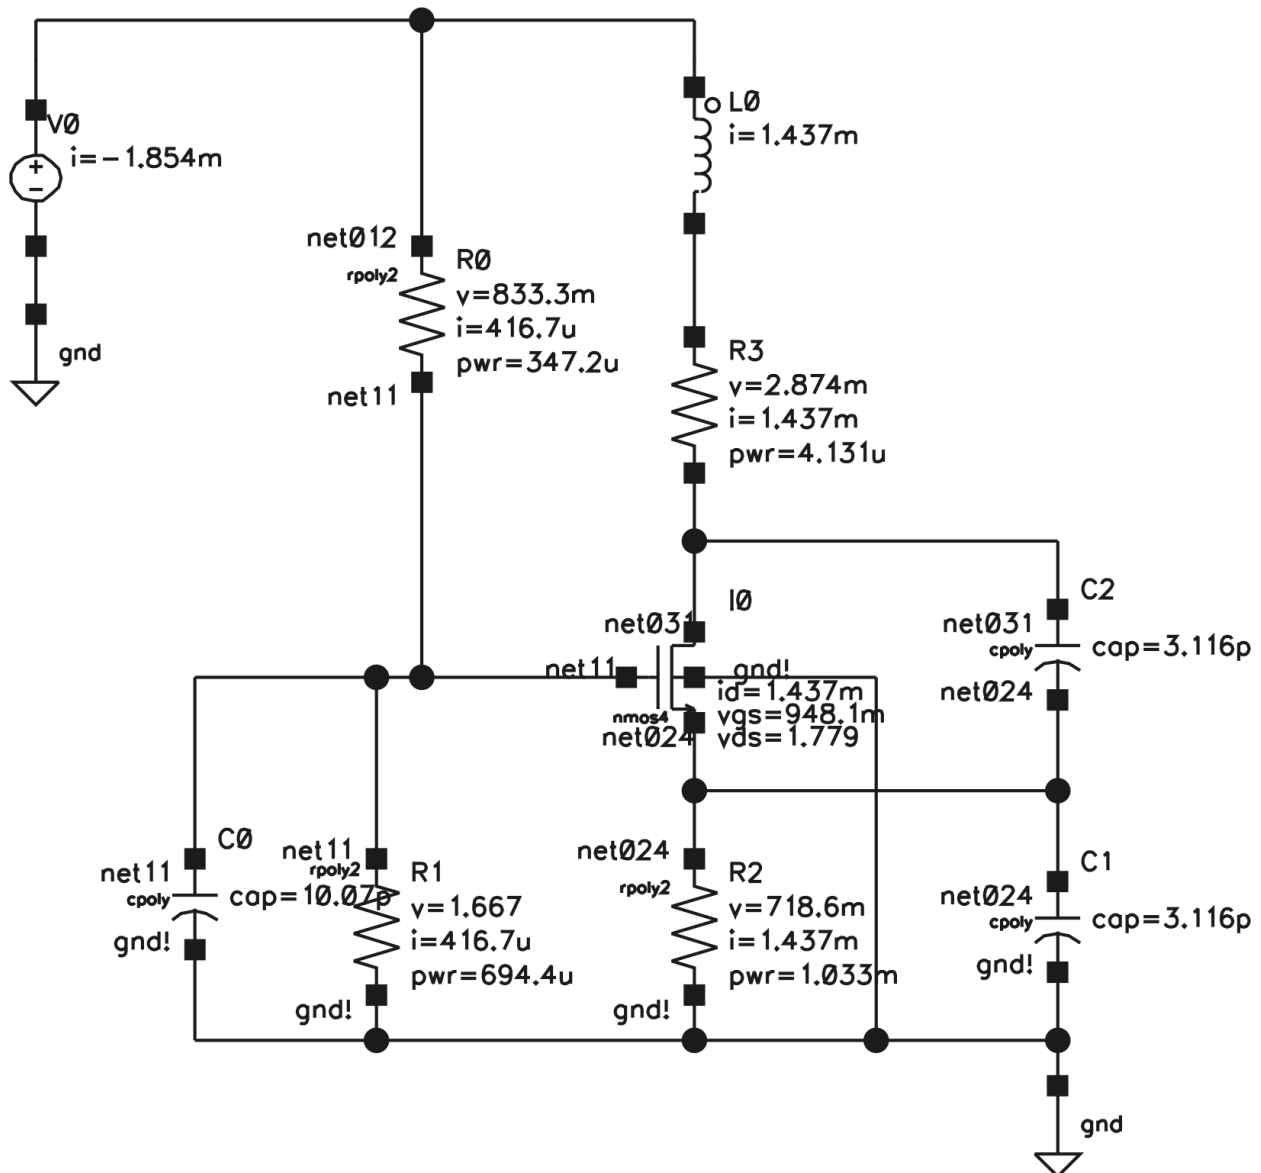 V0
i=-1.854m
gnd
net012
rpoly2
R0
v=833.3m
i=416.7u
pwr=347.2u
net11
L0
i=1.437m
R3
v=2.874m
i=1.437m
pwr=4.131u
I0
net031
net11
gnd!
id=1.437m
vgs=948.1m
vds=1.779
nmos4
net024
C2
net031
cpoly
cap=3.116p
net024
C0
net11
cpoly
cap=10.07p
gnd!
net11
rpoly2
R1
v=1.667
i=416.7u
pwr=694.4u
gnd!
net024
rpoly2
R2
v=718.6m
i=1.437m
pwr=1.033m
gnd!
C1
net024
cpoly
cap=3.116p
gnd!
gnd